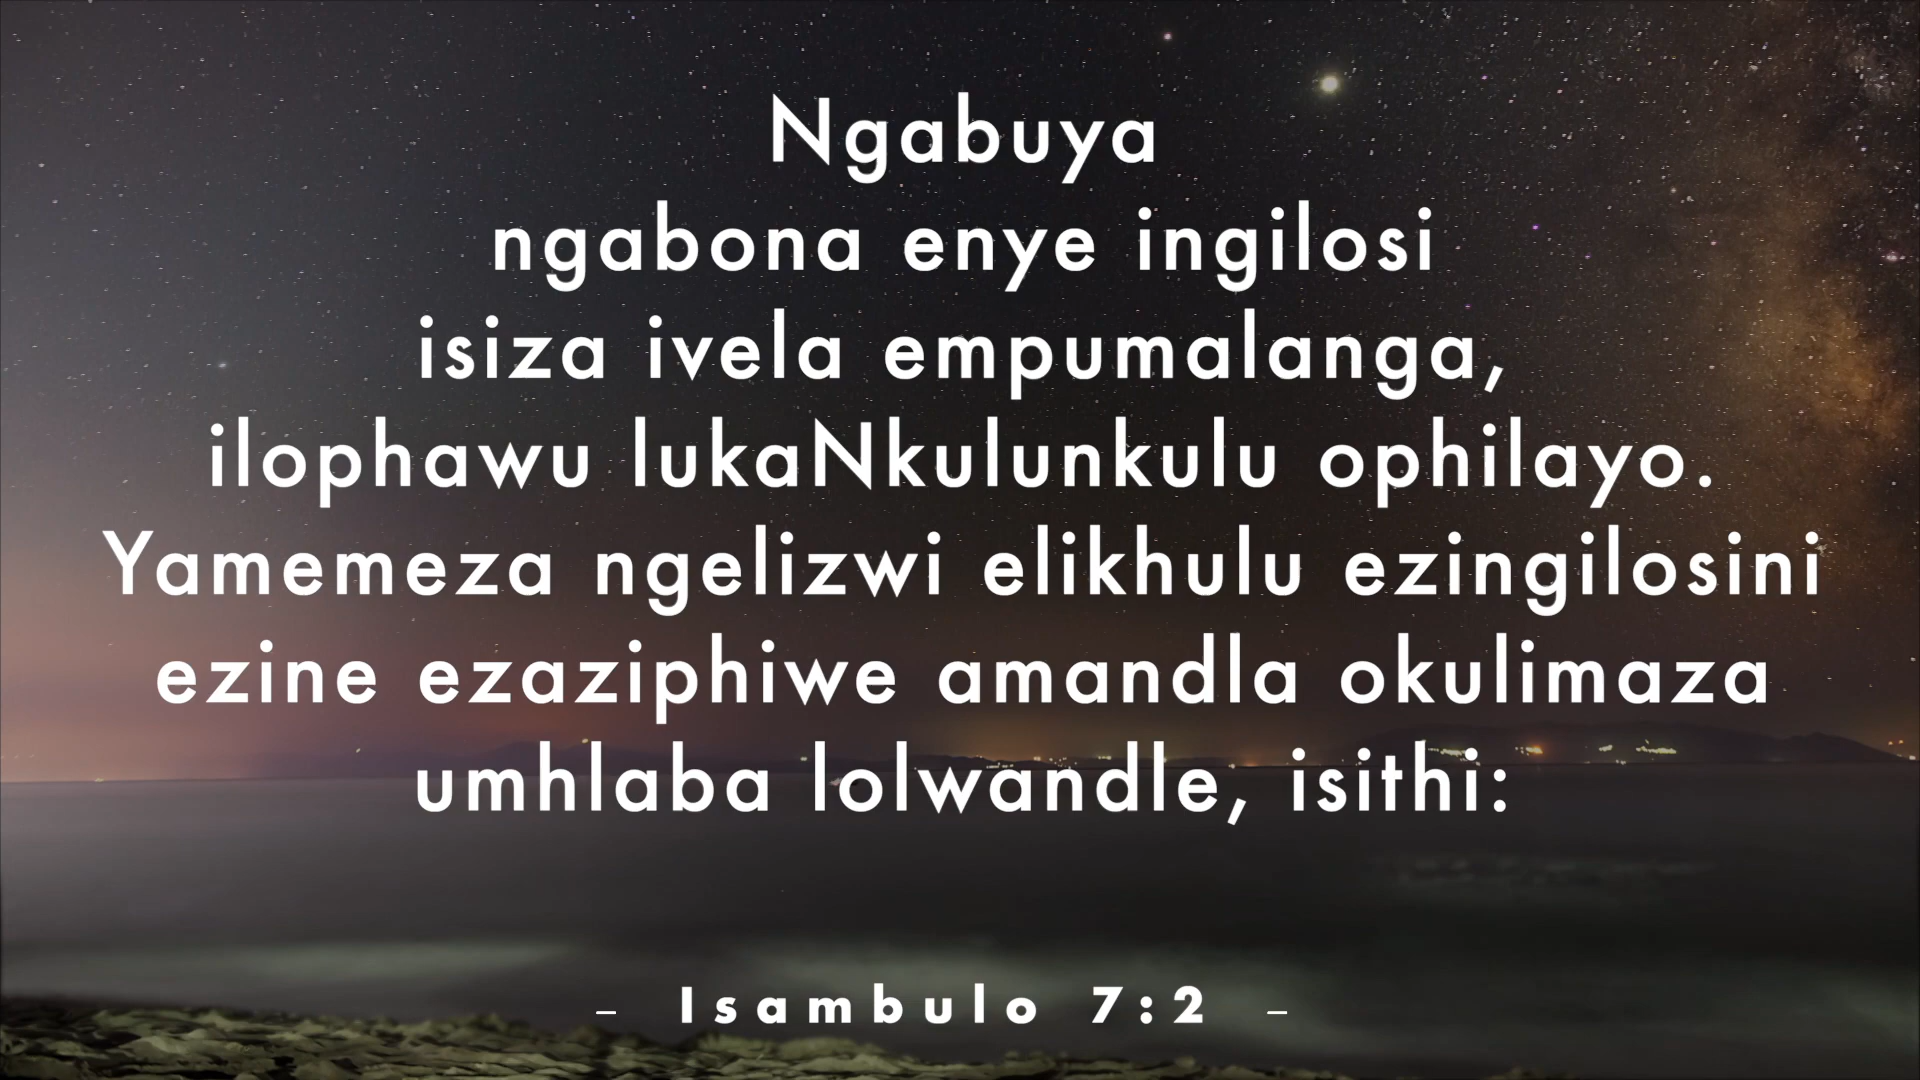 Ngabuya
ngabona enye ingilosi
isiza ivela empumalanga,
ilophawu lukaNkulunkulu ophilayo.
Yamemeza ngelizwi elikhulu ezingilosini
ezine ezaziphiwe amandla okulimaza
umhlaba lolwandle, isithi:
– Isambulo 7:2 –